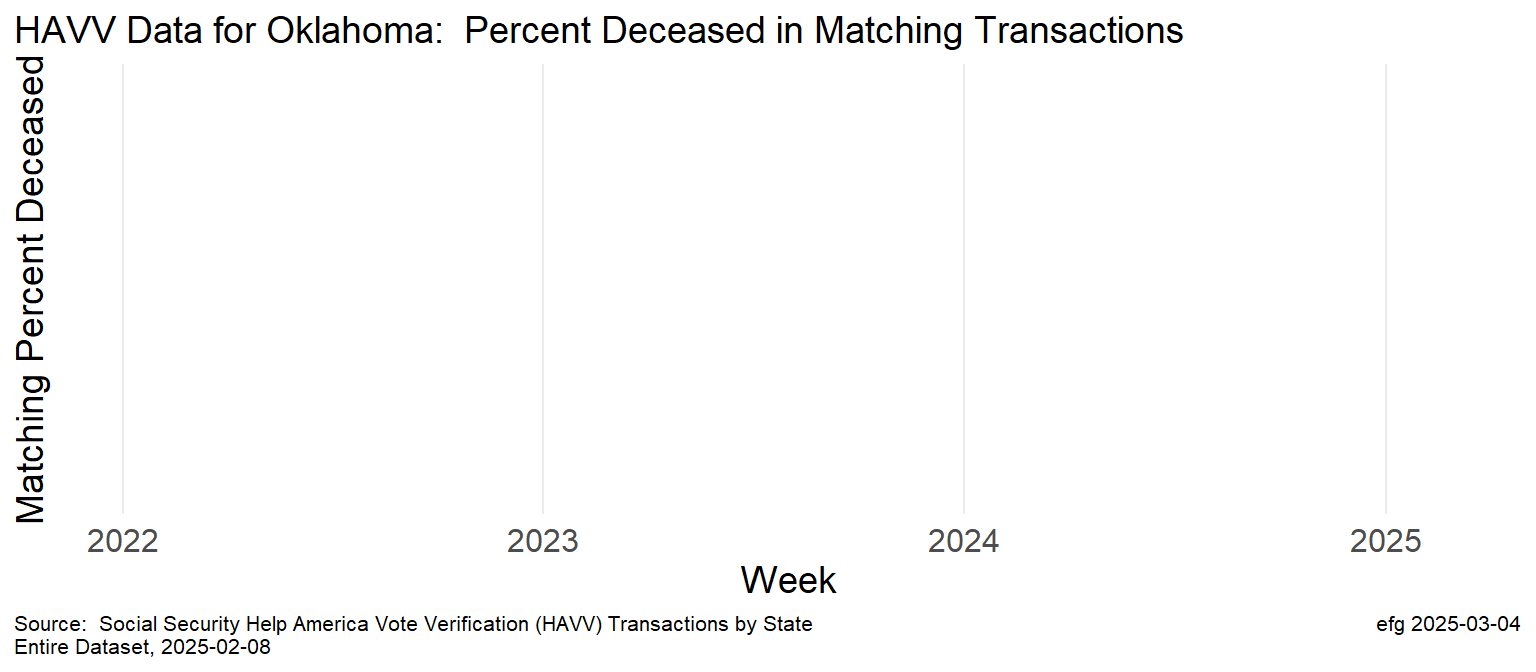 HAVV Data for Oklahoma:  Percent Deceased in Matching Transactions
Matching Percent Deceased
2022 2023 2024 2025
Week
Source:  Social Security Help America Vote Verification (HAVV) Transactions by State
efg 2025-03-04
Entire Dataset, 2025-02-08